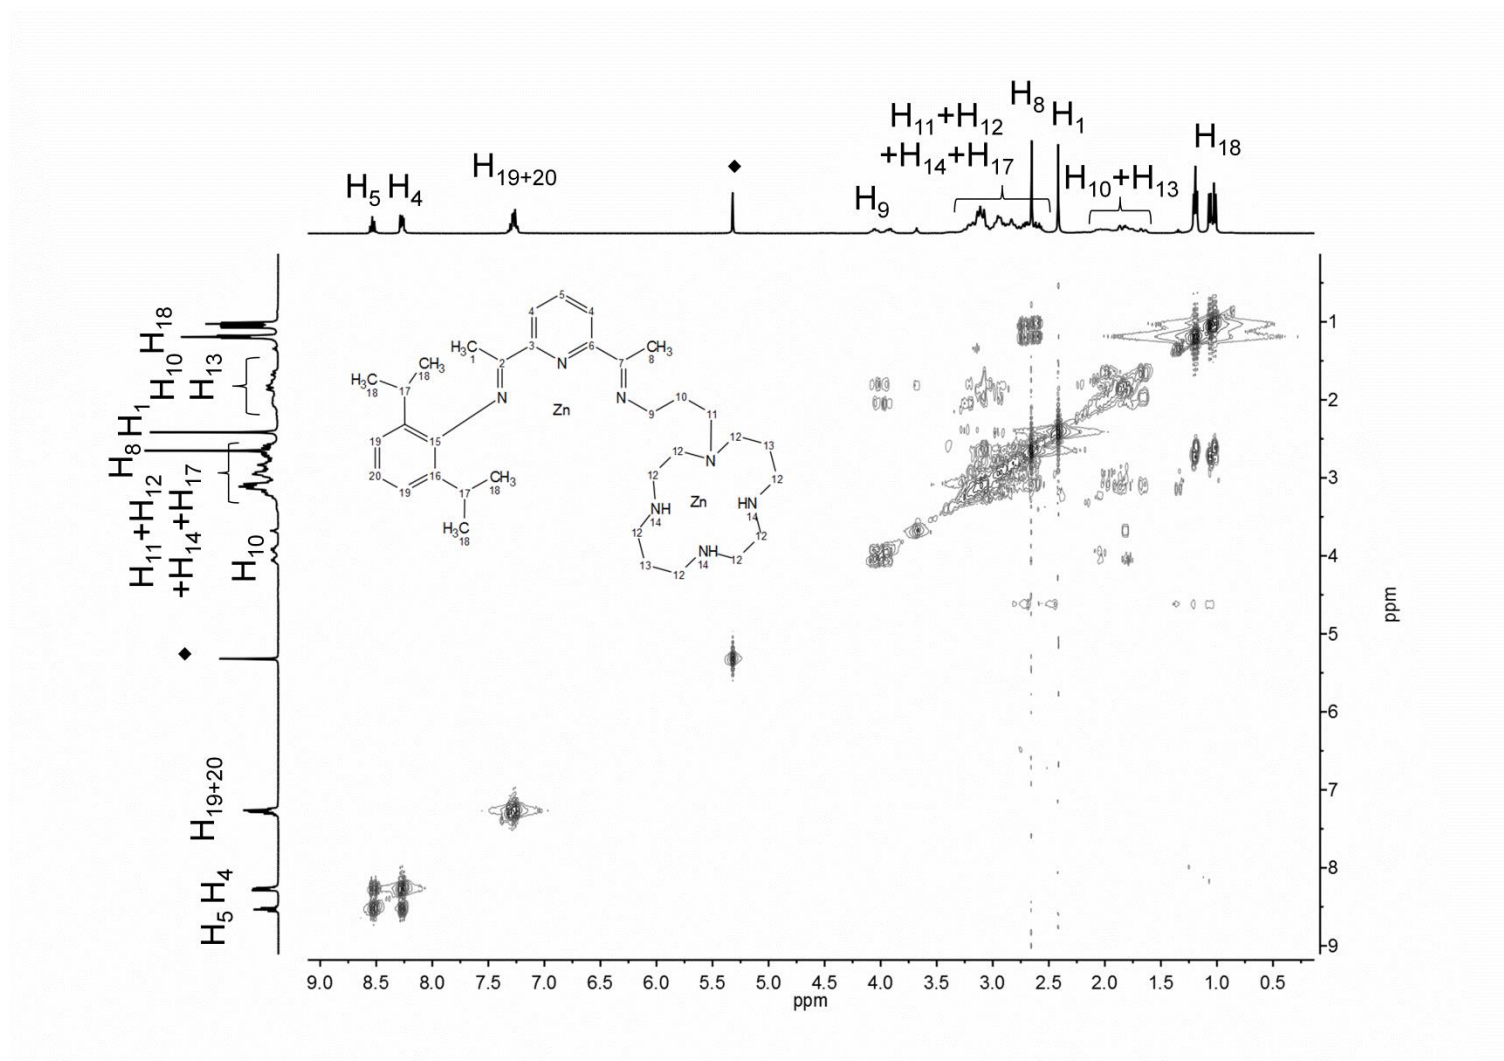 H8
H11+H12 H1
+H14+H17
H19+20 ◆ H10+H13 H18
H5 H4 H9
H18
H10 H13
H8 H1
H11+H12
+H14+H17
H10
◆
H19+20
H5 H4
5
4 4
H3C 1 2 3 N 6 7 CH3 8
CH3 18
H3C 18 17
N Zn N 9 10 11
19 15
20 16
19 17 CH3 18
H3C 18
12 N 12 13
12 12
NH 14 Zn HN 14
12 12
13 12 NH 14 12
1
2
3
4
5
6
7
8
9
ppm
9.0 8.5 8.0 7.5 7.0 6.5 6.0 5.5 5.0 4.5 4.0 3.5 3.0 2.5 2.0 1.5 1.0 0.5
ppm